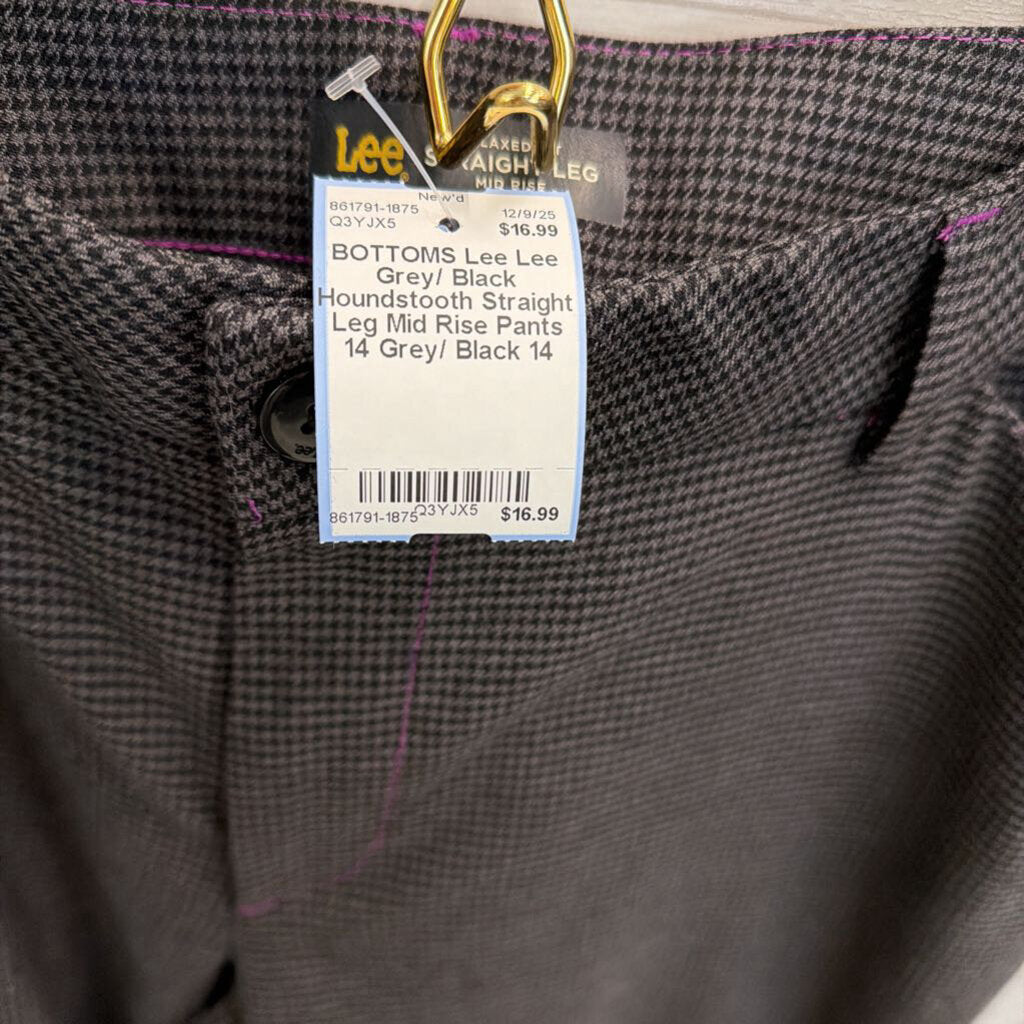 Lee
STRAIGHT LEG
MID RISE
New'd
861791-1875 12/9/25
Q3YJX5 $16.99
BOTTOMS Lee Lee
Grey/ Black
Houndstooth Straight
Leg Mid Rise Pants
14 Grey/ Black 14
861791-1875 Q3YJX5 $16.99